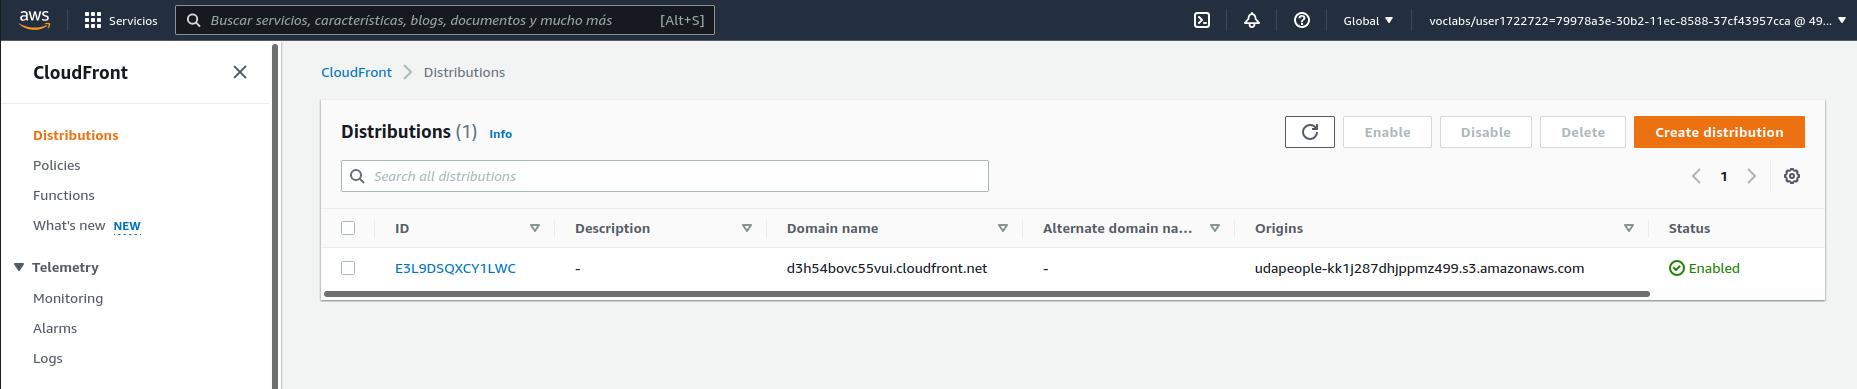 aws Servicios Buscar servicios, características, blogs, documentos y mucho más [Alt+S] Global voclabs/user1722722=79978a3e-30b2-11ec-8588-37cf43957cca @ 49...
CloudFront
Distributions
Policies
Functions
What's new NEW
Telemetry
Monitoring
Alarms
Logs
CloudFront Distributions
Distributions (1) Info Enable Disable Delete Create distribution
Search all distributions 1
ID Description Domain name Alternate domain na... Origins Status
E3L9DSQXCY1LWC - d3h54bovc55vui.cloudfront.net - udapeople-kk1j287dhjppmz499.s3.amazonaws.com Enabled